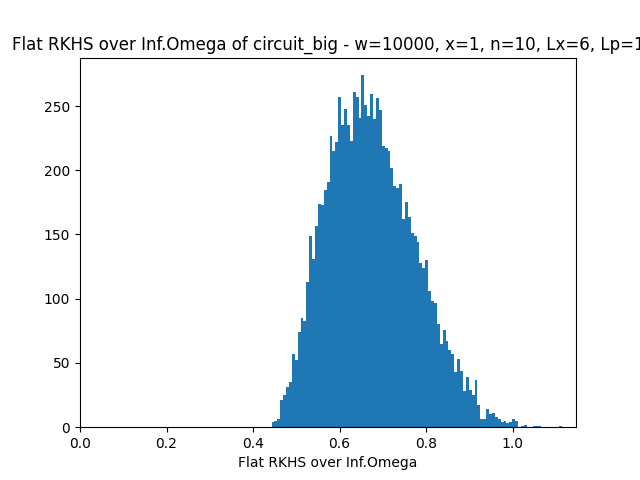 Flat RKHS over Inf.Omega of circuit_big - w=10000, x=1, n=10, Lx=6, Lp=1
250
200
150
100
50
0
0.0 0.2 0.4 0.6 0.8 1.0
Flat RKHS over Inf.Omega